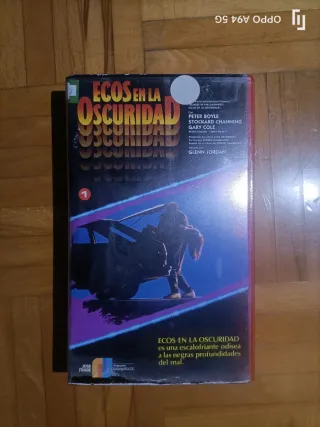 OPPO A94 5G
ECOS EN LA
OSCURIDAD
PETER BOYLE
STOCKARD CHANNING
GARY COLE
GLENN JORDAN
1
ECOS EN LA OSCURIDAD
es una escalofriante odisea
a las negras profundidades
del mal.